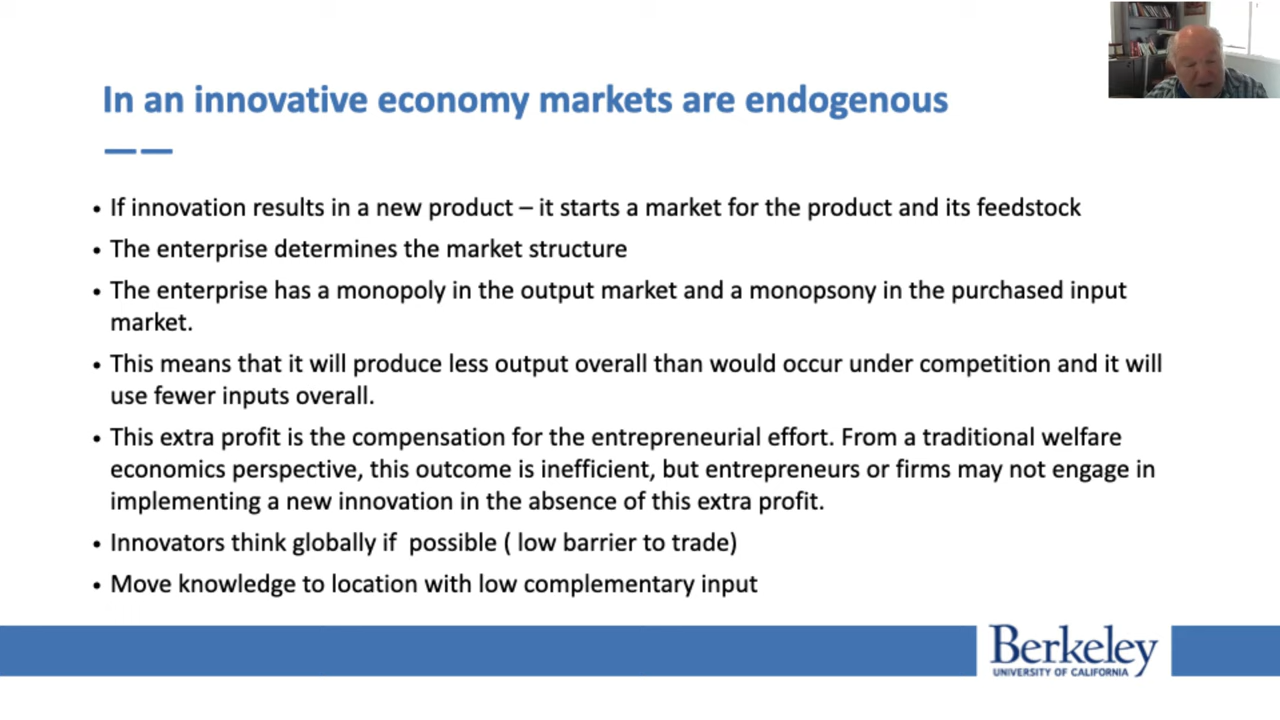 In an innovative economy markets are endogenous
• If innovation results in a new product – it starts a market for the product and its feedstock
• The enterprise determines the market structure
• The enterprise has a monopoly in the output market and a monopsony in the purchased input
market.
• This means that it will produce less output overall than would occur under competition and it will
use fewer inputs overall.
• This extra profit is the compensation for the entrepreneurial effort. From a traditional welfare
economics perspective, this outcome is inefficient, but entrepreneurs or firms may not engage in
implementing a new innovation in the absence of this extra profit.
• Innovators think globally if  possible ( low barrier to trade)
• Move knowledge to location with low complementary input
Berkeley
UNIVERSITY OF CALIFORNIA